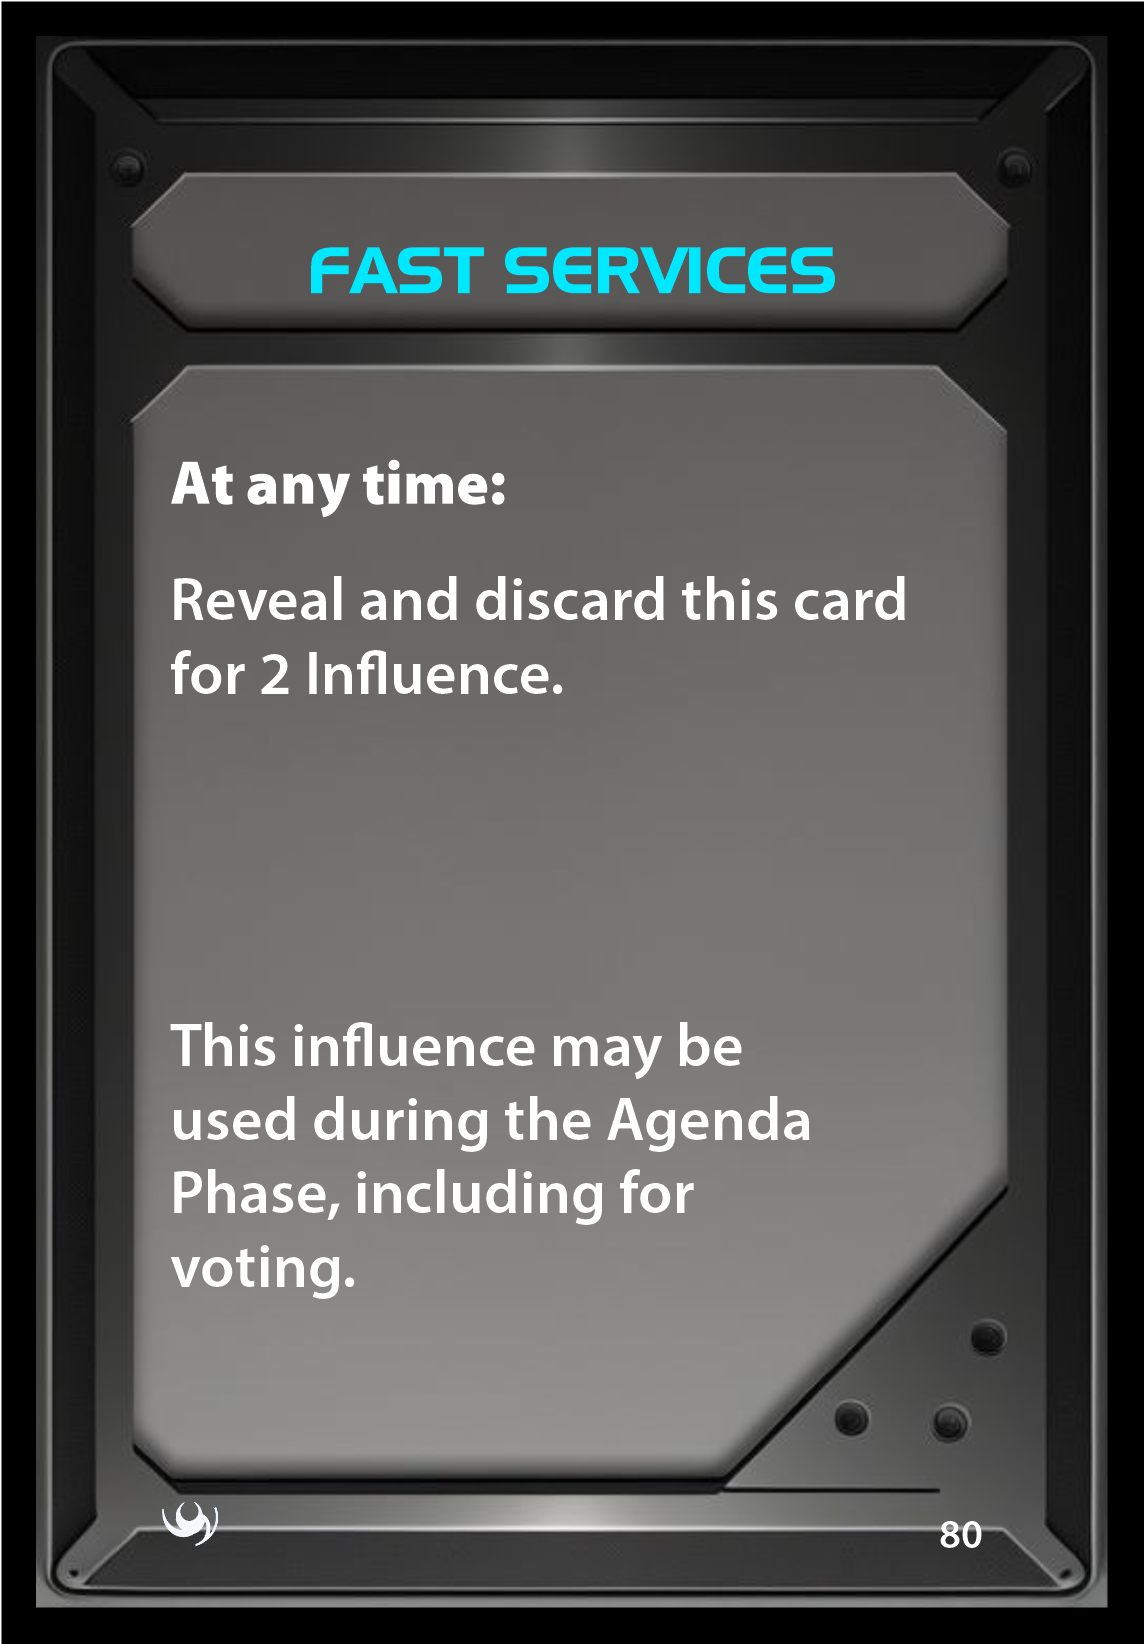 FAST SERVICES
At any time:
Reveal and discard this card
for 2 Influence.
This influence may be
used during the Agenda
Phase, including for
voting.
80